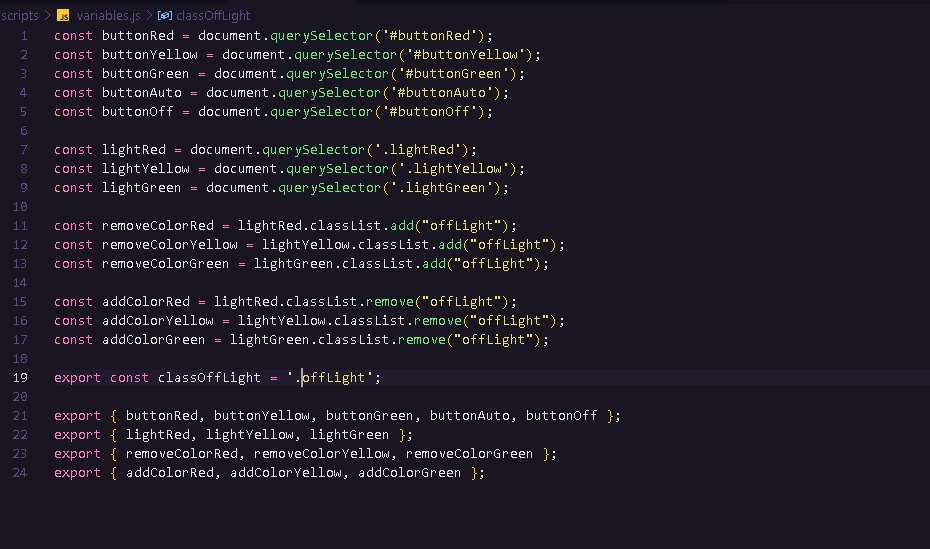 scripts > JS variables.js > classOffLight
1 const buttonRed = document.querySelector('#buttonRed');
2 const buttonYellow = document.querySelector('#buttonYellow');
3 const buttonGreen = document.querySelector('#buttonGreen');
4 const buttonAuto = document.querySelector('#buttonAuto');
5 const buttonOff = document.querySelector('#buttonOff');
6
7 const lightRed = document.querySelector('.lightRed');
8 const lightYellow = document.querySelector('.lightYellow');
9 const lightGreen = document.querySelector('.lightGreen');
10
11 const removeColorRed = lightRed.classList.add("offLight");
12 const removeColorYellow = lightYellow.classList.add("offLight");
13 const removeColorGreen = lightGreen.classList.add("offLight");
14
15 const addColorRed = lightRed.classList.remove("offLight");
16 const addColorYellow = lightYellow.classList.remove("offLight");
17 const addColorGreen = lightGreen.classList.remove("offLight");
18
19 export const classOffLight = '.offLight';
20
21 export { buttonRed, buttonYellow, buttonGreen, buttonAuto, buttonOff };
22 export { lightRed, lightYellow, lightGreen };
23 export { removeColorRed, removeColorYellow, removeColorGreen };
24 export { addColorRed, addColorYellow, addColorGreen };